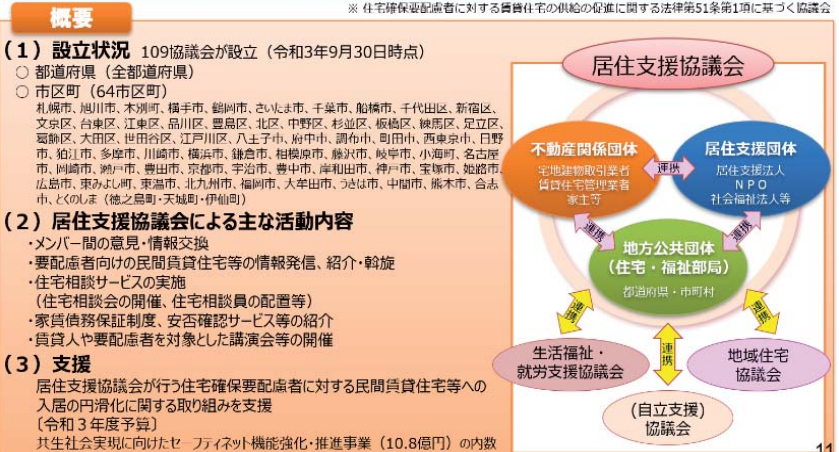 ※ 住宅確保要配慮者に対する賃貸住宅の供給の促進に関する法律第51条第1項に基づく協議会
概要
（1）設立状況 109協議会が設立（令和3年9月30日時点）
○ 都道府県（全都道府県）
○ 市区町（64市区町）
札幌市、旭川市、本別町、横手市、鶴岡市、さいたま市、千葉市、船橋市、千代田区、新宿区、
文京区、台東区、江東区、品川区、豊島区、北区、中野区、杉並区、板橋区、練馬区、足立区、
葛飾区、大田区、世田谷区、江戸川区、八王子市、府中市、調布市、町田市、西東京市、日野
市、狛江市、多摩市、川崎市、横浜市、鎌倉市、相模原市、藤沢市、岐阜市、小海町、名古屋
市、岡崎市、瀬戸市、豊田市、京都市、宇治市、豊中市、岸和田市、神戸市、宝塚市、姫路市、
広島市、東みよし町、東温市、北九州市、福岡市、大牟田市、うきは市、中間市、熊本市、合志
市、とくのしま（徳之島町・天城町・伊仙町）
（2）居住支援協議会による主な活動内容
・メンバー間の意見・情報交換
・要配慮者向けの民間賃貸住宅等の情報発信、紹介・斡旋
・住宅相談サービスの実施
（住宅相談会の開催、住宅相談員の配置等）
・家賃債務保証制度、安否確認サービス等の紹介
・賃貸人や要配慮者を対象とした講演会等の開催
（3）支援
居住支援協議会が行う住宅確保要配慮者に対する民間賃貸住宅等への
入居の円滑化に関する取り組みを支援
〔令和３年度予算〕
共生社会実現に向けたセーフティネット機能強化・推進事業（10.8億円）の内数
居住支援協議会
不動産関係団体
宅地建物取引業者
賃貸住宅管理業者
家主等
連携
居住支援団体
居住支援法人
ＮＰＯ
社会福祉法人等
連携
連携
地方公共団体
（住宅・福祉部局）
都道府県・市町村
連携
連携
連携
生活福祉・
就労支援協議会
地域住宅
協議会
（自立支援）
協議会
11